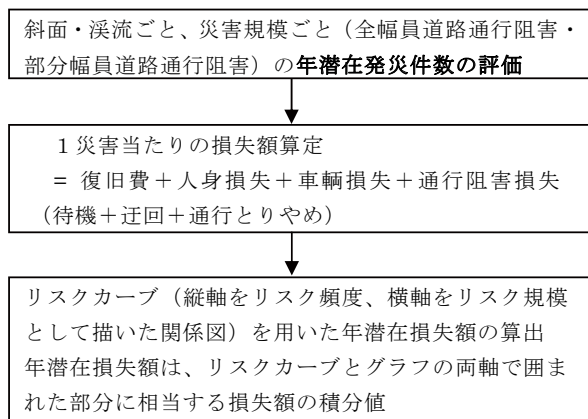 斜面・渓流ごと、災害規模ごと（全幅員道路通行阻害・
部分幅員道路通行阻害）の年潜在発災件数の評価
1災害当たりの損失額算定
= 復旧費＋人身損失＋車輌損失＋通行阻害損失
（待機＋迂回＋通行とりやめ）
リスクカーブ（縦軸をリスク頻度、横軸をリスク規模
として描いた関係図）を用いた年潜在損失額の算出
年潜在損失額は、リスクカーブとグラフの両軸で囲ま
れた部分に相当する損失額の積分値